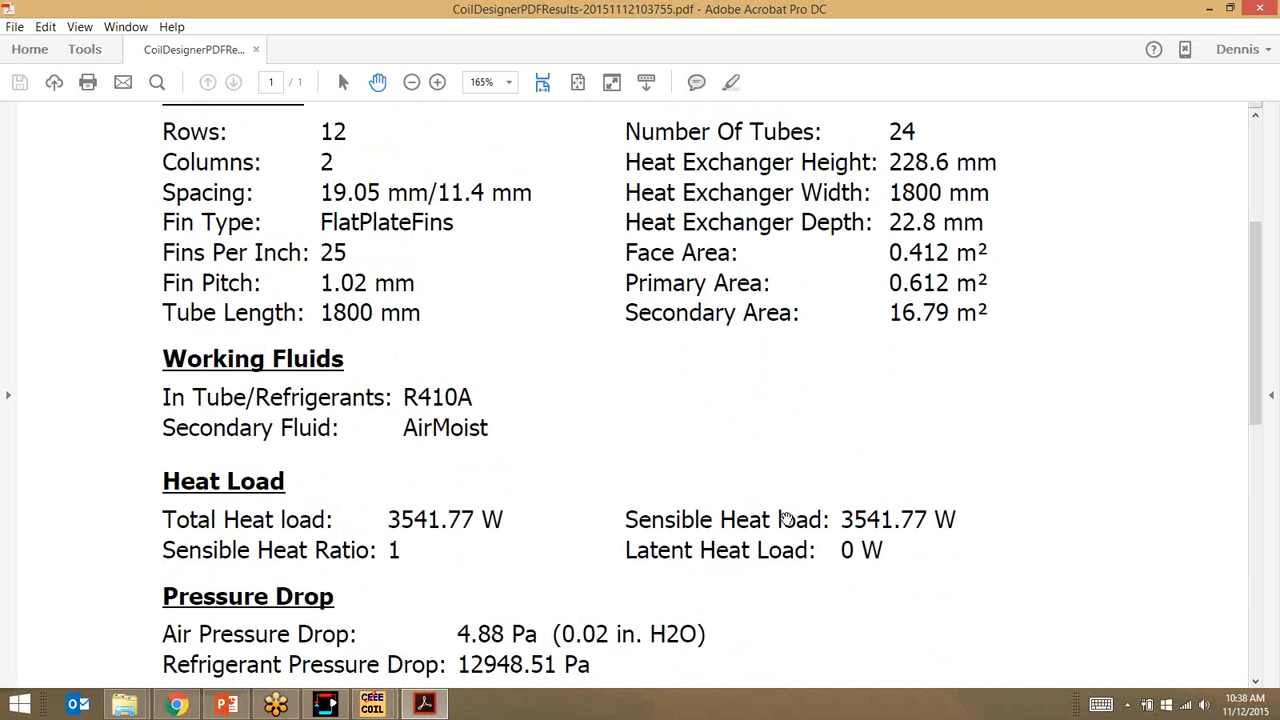 CoilDesignerPDFResults-20151112103755.pdf - Adobe Acrobat Pro DC
File Edit View Window Help
Home Tools CoilDesignerPDFRe... × Dennis
1 / 1 165%
Rows: 12 Number Of Tubes: 24
Columns: 2 Heat Exchanger Height: 228.6 mm
Spacing: 19.05 mm/11.4 mm Heat Exchanger Width: 1800 mm
Fin Type: FlatPlateFins Heat Exchanger Depth: 22.8 mm
Fins Per Inch: 25 Face Area: 0.412 m²
Fin Pitch: 1.02 mm Primary Area: 0.612 m²
Tube Length: 1800 mm Secondary Area: 16.79 m²
Working Fluids
In Tube/Refrigerants: R410A
Secondary Fluid: AirMoist
Heat Load
Total Heat load: 3541.77 W Sensible Heat load: 3541.77 W
Sensible Heat Ratio: 1 Latent Heat Load: 0 W
Pressure Drop
Air Pressure Drop: 4.88 Pa (0.02 in. H2O)
Refrigerant Pressure Drop: 12948.51 Pa
CEEE
COIL
10:38 AM
11/12/2015